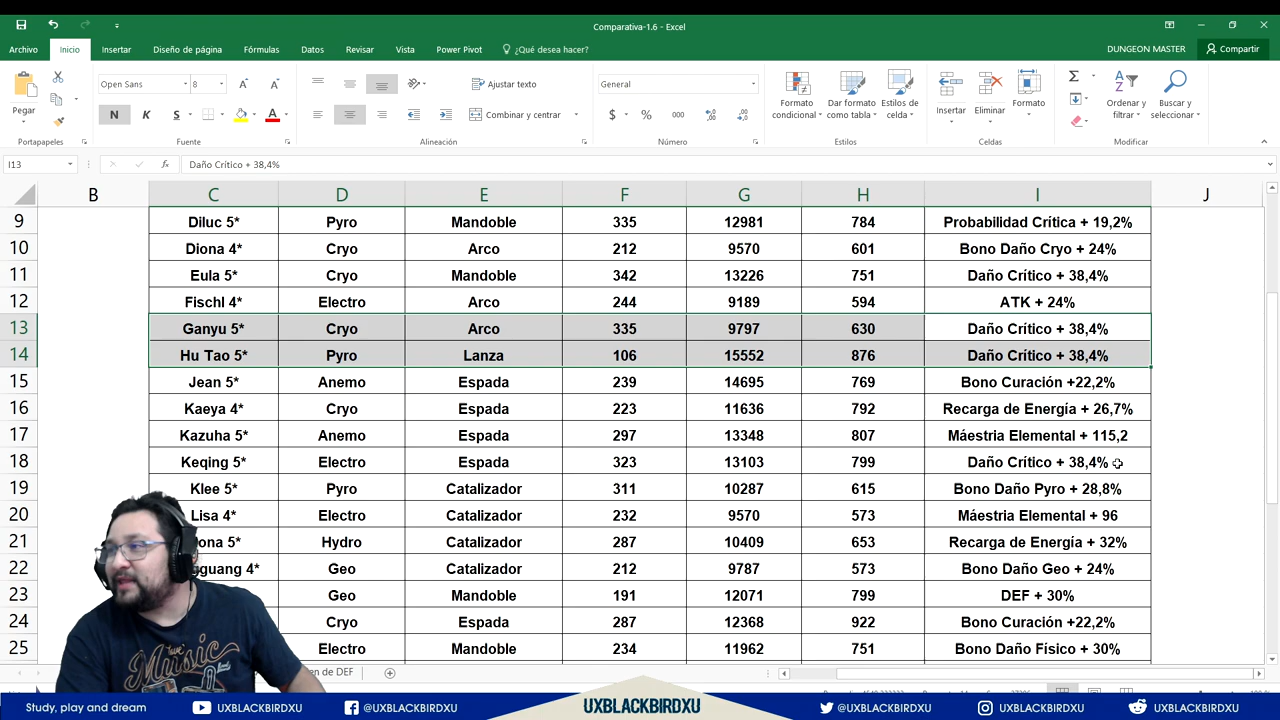 Comparativa-1.6 - Excel
Archivo Inicio Insertar Diseño de página Fórmulas Datos Revisar Vista Power Pivot ¿Qué desea hacer? DUNGEON MASTER Compartir
Pegar
Open Sans 8
N K S A
Ajustar texto
Combinar y centrar
General
$ % 000
Formato condicional
Dar formato como tabla
Estilos de celda
Insertar
Eliminar
Formato
Ordenar y filtrar
Buscar y seleccionar
Portapapeles Fuente Alineación Número Estilos Celdas Modificar
I13 fx Daño Crítico + 38,4%
B C D E F G H I J
9 Diluc 5* Pyro Mandoble 335 12981 784 Probabilidad Crítica + 19,2%
10 Diona 4* Cryo Arco 212 9570 601 Bono Daño Cryo + 24%
11 Eula 5* Cryo Mandoble 342 13226 751 Daño Crítico + 38,4%
12 Fischl 4* Electro Arco 244 9189 594 ATK + 24%
13 Ganyu 5* Cryo Arco 335 9797 630 Daño Crítico + 38,4%
14 Hu Tao 5* Pyro Lanza 106 15552 876 Daño Crítico + 38,4%
15 Jean 5* Anemo Espada 239 14695 769 Bono Curación +22,2%
16 Kaeya 4* Cryo Espada 223 11636 792 Recarga de Energía + 26,7%
17 Kazuha 5* Anemo Espada 297 13348 807 Máestria Elemental + 115,2
18 Keqing 5* Electro Espada 323 13103 799 Daño Crítico + 38,4%
19 Klee 5* Pyro Catalizador 311 10287 615 Bono Daño Pyro + 28,8%
20 Lisa 4* Electro Catalizador 232 9570 573 Máestria Elemental + 96
21 ona 5* Hydro Catalizador 287 10409 653 Recarga de Energía + 32%
22 guang 4* Geo Catalizador 212 9787 573 Bono Daño Geo + 24%
23 Geo Mandoble 191 12071 799 DEF + 30%
24 Cryo Espada 287 12368 922 Bono Curación +22,2%
25 Electro Mandoble 234 11962 751 Bono Daño Físico + 30%
en de DEF
Music
Study, play and dream UXBLACKBIRDXU @UXBLACKBIRDXU UXBLACKBIRDXU @UXBLACKBIRDXU @UXBLACKBIRDXU @UXBLACKBIRDXU